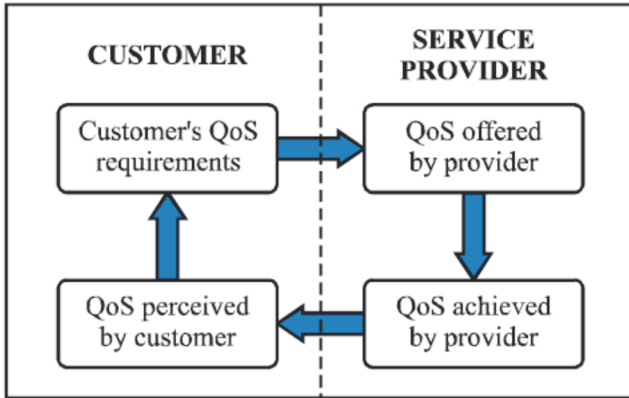 CUSTOMER
SERVICE
PROVIDER
Customer's QoS
requirements
QoS offered
by provider
QoS perceived
by customer
QoS achieved
by provider